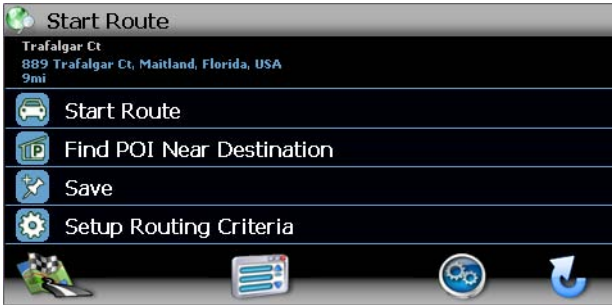 Start Route
Trafalgar Ct
889 Trafalgar Ct, Maitland, Florida, USA
9mi
Start Route
P
Find POI Near Destination
Save
Setup Routing Criteria